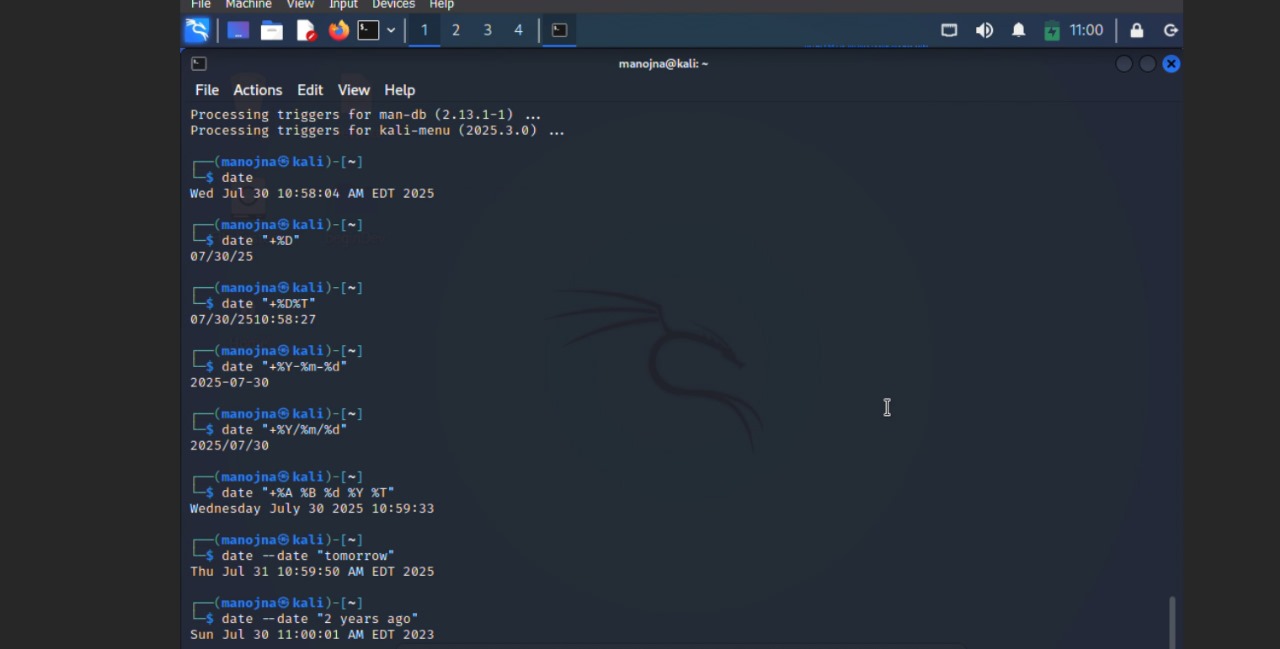 File Machine View Input Devices Help
1 2 3 4 11:00
manojna@kali: ~
File Actions Edit View Help
Processing triggers for man-db (2.13.1-1) ...
Processing triggers for kali-menu (2025.3.0) ...
┌──(manojna㉿kali)-[~]
└─$ date
Wed Jul 30 10:58:04 AM EDT 2025
┌──(manojna㉿kali)-[~]
└─$ date "+%D"
07/30/25
┌──(manojna㉿kali)-[~]
└─$ date "+%D%T"
07/30/2510:58:27
┌──(manojna㉿kali)-[~]
└─$ date "+%Y-%m-%d"
2025-07-30
┌──(manojna㉿kali)-[~]
└─$ date "+%Y/%m/%d"
2025/07/30
┌──(manojna㉿kali)-[~]
└─$ date "+%A %B %d %Y %T"
Wednesday July 30 2025 10:59:33
┌──(manojna㉿kali)-[~]
└─$ date --date "tomorrow"
Thu Jul 31 10:59:50 AM EDT 2025
┌──(manojna㉿kali)-[~]
└─$ date --date "2 years ago"
Sun Jul 30 11:00:01 AM EDT 2023